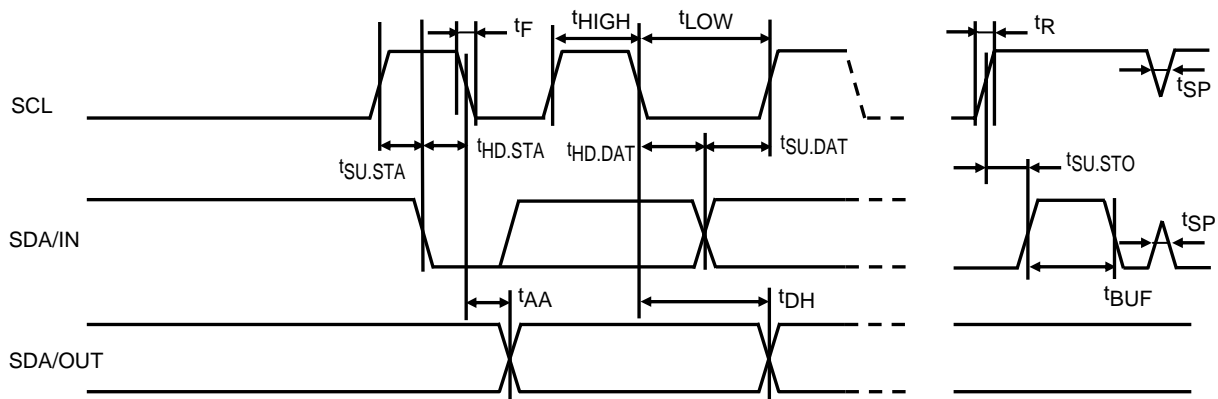 tF
tHIGH
tLOW
tR
SCL
tSP
tSU.STA
tHD.STA
tHD.DAT
tSU.DAT
tSU.STO
SDA/IN
tSP
tAA
tDH
tBUF
SDA/OUT